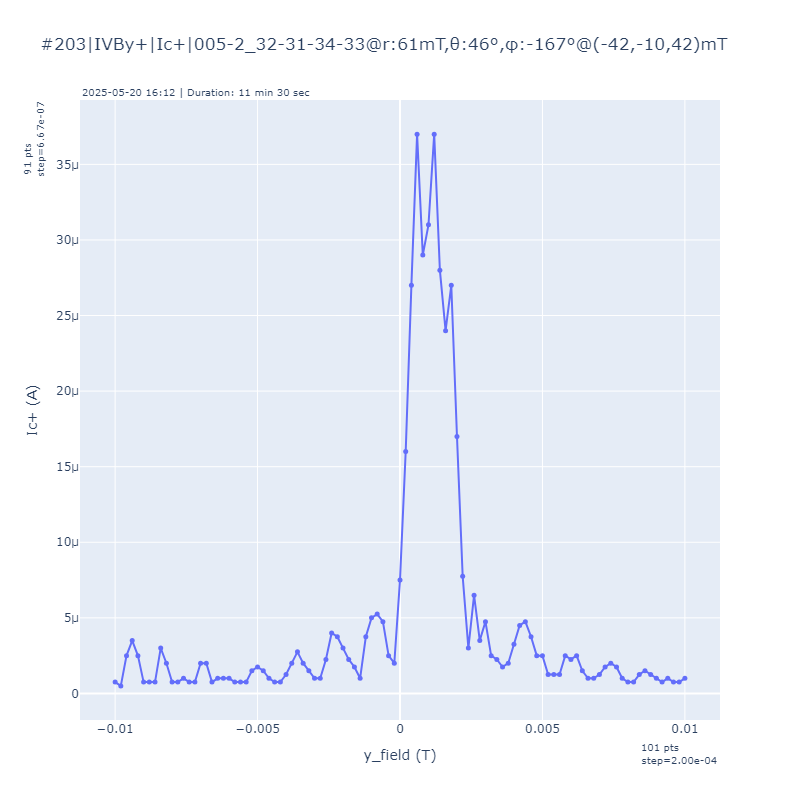 #203|IVBy+|Ic+|005-2_32-31-34-33@r:61mT,θ:46°,φ:-167°@(-42,-10,42)mT
2025-05-20 16:12 | Duration: 11 min 30 sec
91 pts
step=6.67e-07
35μ
30μ
25μ
20μ
15μ
10μ
5μ
0
Ic+ (A)
−0.01
−0.005
0
0.005
0.01
y_field (T)
101 pts
step=2.00e-04